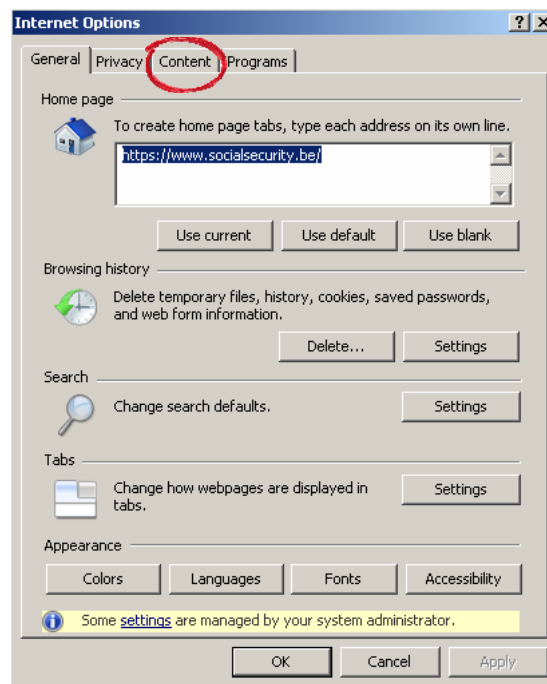 Internet Options
? X
General Privacy Content Programs
Home page
To create home page tabs, type each address on its own line.
https://www.socialsecurity.be/
Use current Use default Use blank
Browsing history
Delete temporary files, history, cookies, saved passwords,
and web form information.
Delete... Settings
Search
Change search defaults. Settings
Tabs
Change how webpages are displayed in
tabs.
Settings
Appearance
Colors Languages Fonts Accessibility
Some settings are managed by your system administrator.
OK Cancel Apply